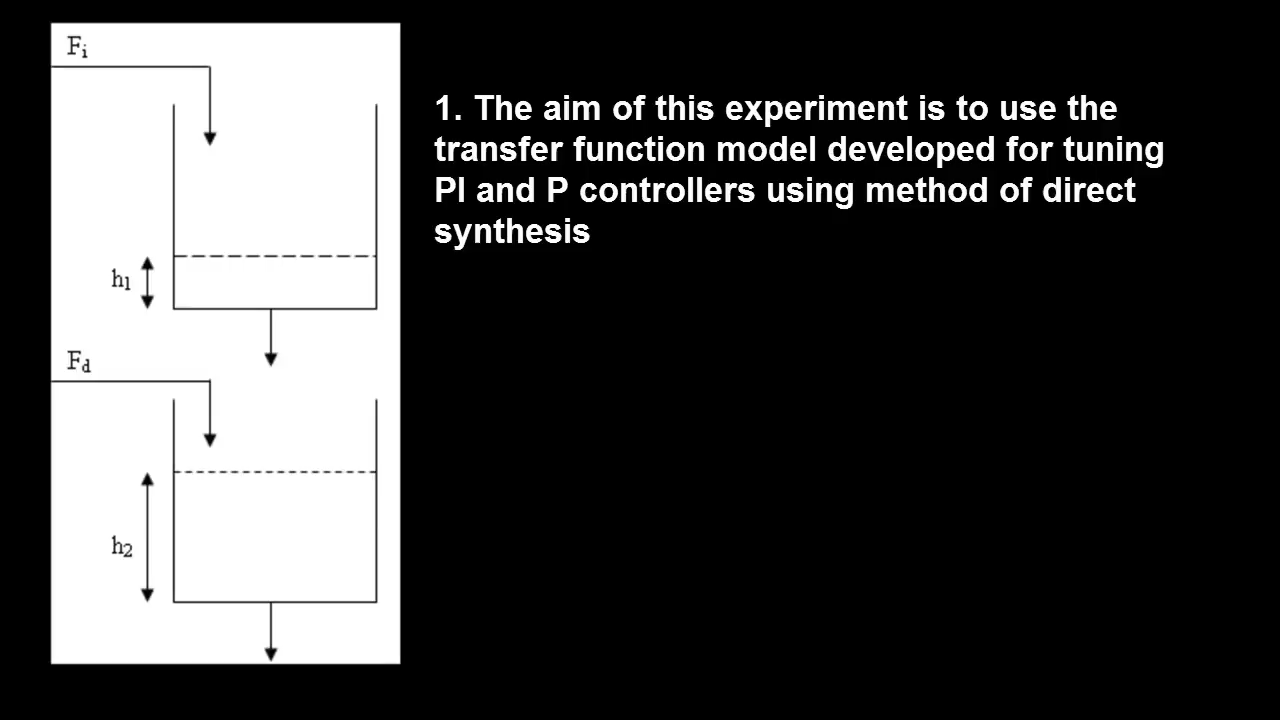 Fi
1. The aim of this experiment is to use the
transfer function model developed for tuning
PI and P controllers using method of direct
synthesis
h1
Fd
h2